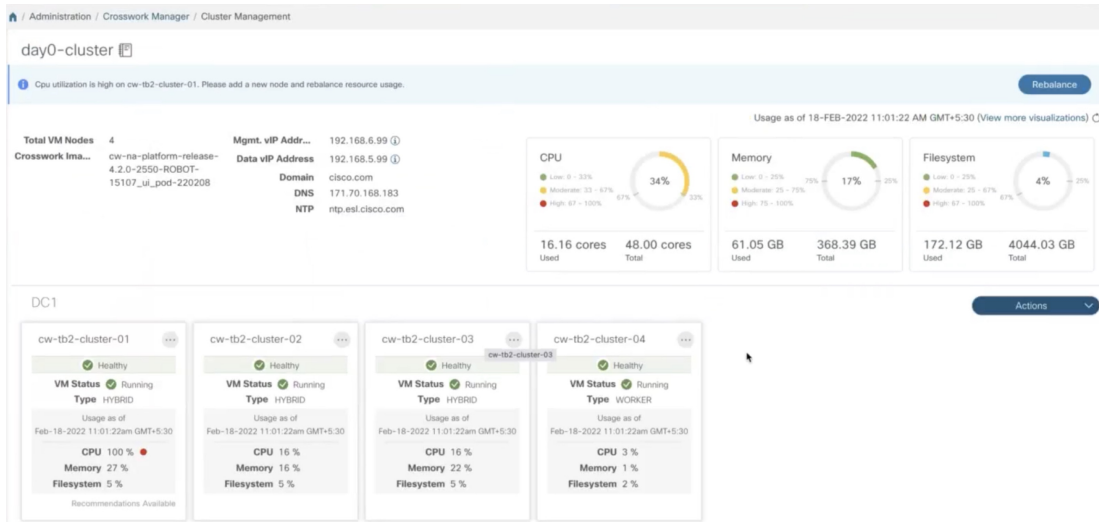 / Administration / Crosswork Manager / Cluster Management
day0-cluster
Cpu utilization is high on cw-tb2-cluster-01. Please add a new node and rebalance resource usage.
Rebalance
Usage as of 18-FEB-2022 11:01:22 AM GMT+5:30 (View more visualizations)
Total VM Nodes 4
Crosswork Ima... cw-na-platform-release-
4.2.0-2550-ROBOT-
15107_ui_pod-220208
Mgmt. vIP Addr... 192.168.6.99
Data vIP Address 192.168.5.99
Domain cisco.com
DNS 171.70.168.183
NTP ntp.esl.cisco.com
CPU
Low: 0 - 33%
Moderate: 33 - 67%
High: 67 - 100%
34%
67%
33%
16.16 cores 48.00 cores
Used Total
Memory
Low: 0 - 25%
Moderate: 25 - 75%
High: 75 - 100%
75%
17%
25%
61.05 GB 368.39 GB
Used Total
Filesystem
Low: 0 - 25%
Moderate: 25 - 67%
High: 67 - 100%
67%
4%
25%
172.12 GB 4044.03 GB
Used Total
DC1
Actions
cw-tb2-cluster-01 ...
Healthy
VM Status Running
Type HYBRID
Usage as of
Feb-18-2022 11:01:22am GMT+5:30
CPU 100 %
Memory 27 %
Filesystem 5 %
Recommendations Available
cw-tb2-cluster-02 ...
Healthy
VM Status Running
Type HYBRID
Usage as of
Feb-18-2022 11:01:22am GMT+5:30
CPU 16 %
Memory 16 %
Filesystem 5 %
cw-tb2-cluster-03 ...
cw-tb2-cluster-03
Healthy
VM Status Running
Type HYBRID
Usage as of
Feb-18-2022 11:01:22am GMT+5:30
CPU 16 %
Memory 22 %
Filesystem 5 %
cw-tb2-cluster-04 ...
Healthy
VM Status Running
Type WORKER
Usage as of
Feb-18-2022 11:01:22am GMT+5:30
CPU 3 %
Memory 1 %
Filesystem 2 %